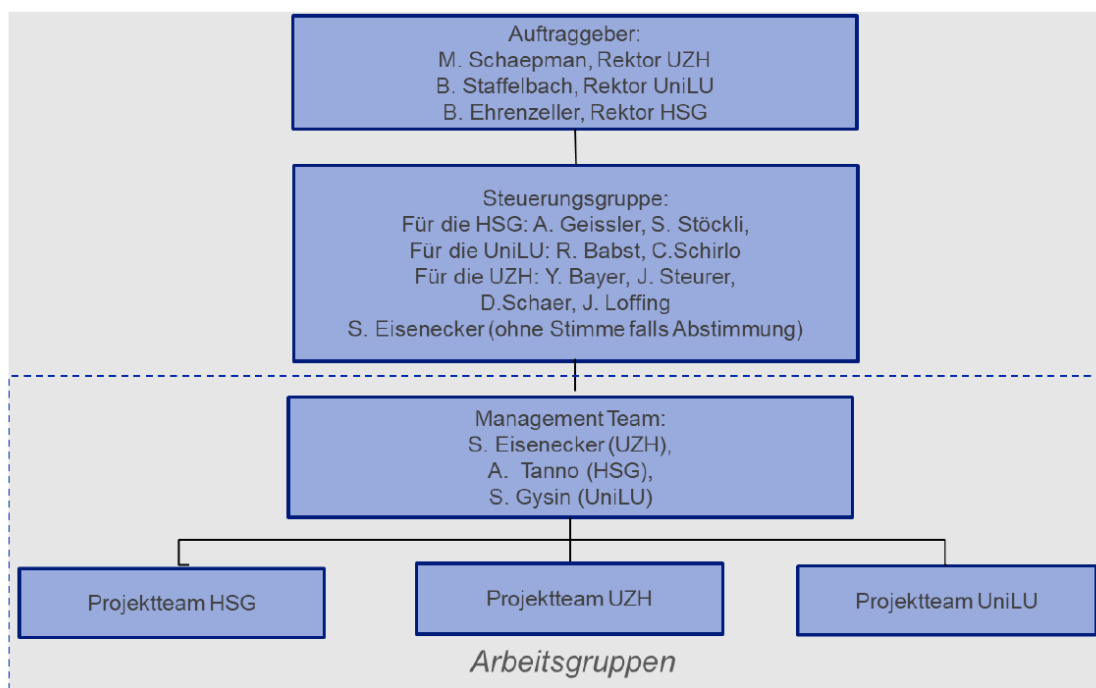 Auftraggeber:
M. Schaepman, Rektor UZH
B. Staffelbach, Rektor UniLU
B. Ehrenzeller, Rektor HSG
Steuerungsgruppe:
Für die HSG: A. Geissler, S. Stöckli,
Für die UniLU: R. Babst, C.Schirlo
Für die UZH: Y. Bayer, J. Steurer,
D.Schaer, J. Loffing
S. Eisenecker (ohne Stimme falls Abstimmung)
Management Team:
S. Eisenecker (UZH),
A. Tanno (HSG),
S. Gysin (UniLU)
Projektteam HSG
Projektteam UZH
Projektteam UniLU
Arbeitsgruppen